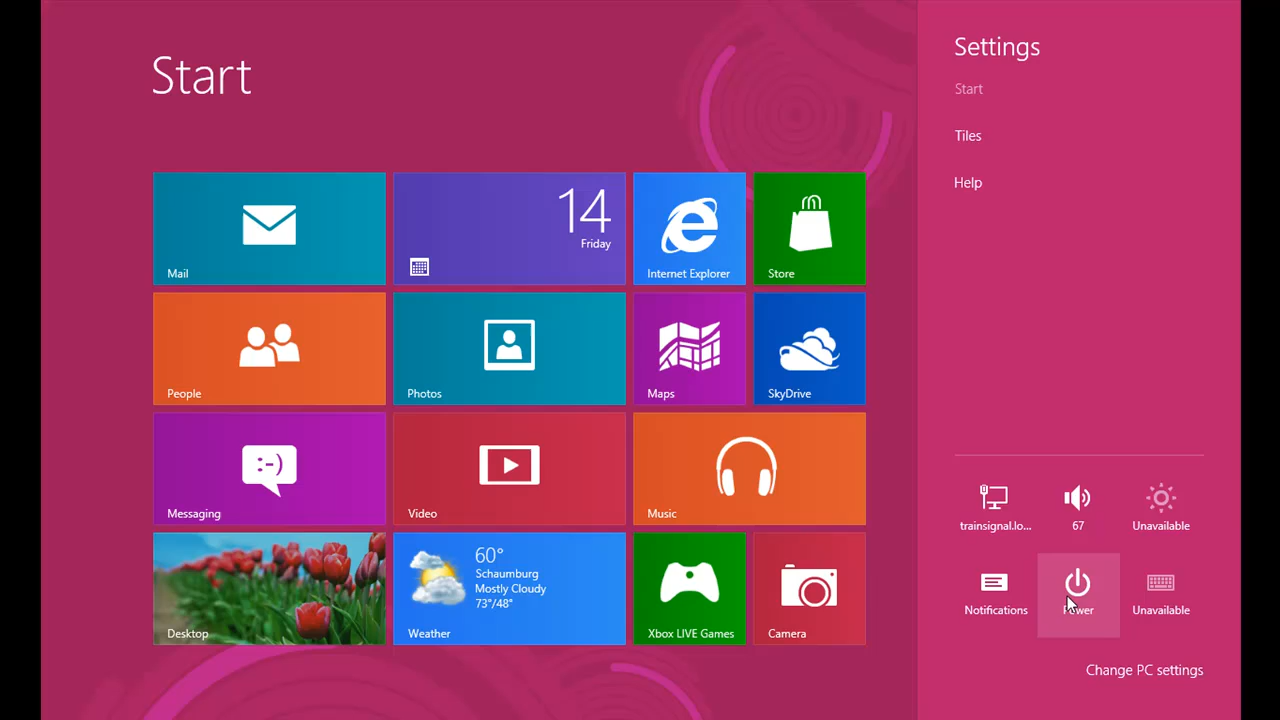 Start
Mail
14
Friday
Internet Explorer
Store
People
Photos
Maps
SkyDrive
Messaging
:-)
Video
Music
Desktop
60°
Schaumburg
Mostly Cloudy
73°/48°
Weather
Xbox LIVE Games
Camera
Settings
Start
Tiles
Help
trainsignal.lo...
67
Unavailable
Notifications
Power
Unavailable
Change PC settings